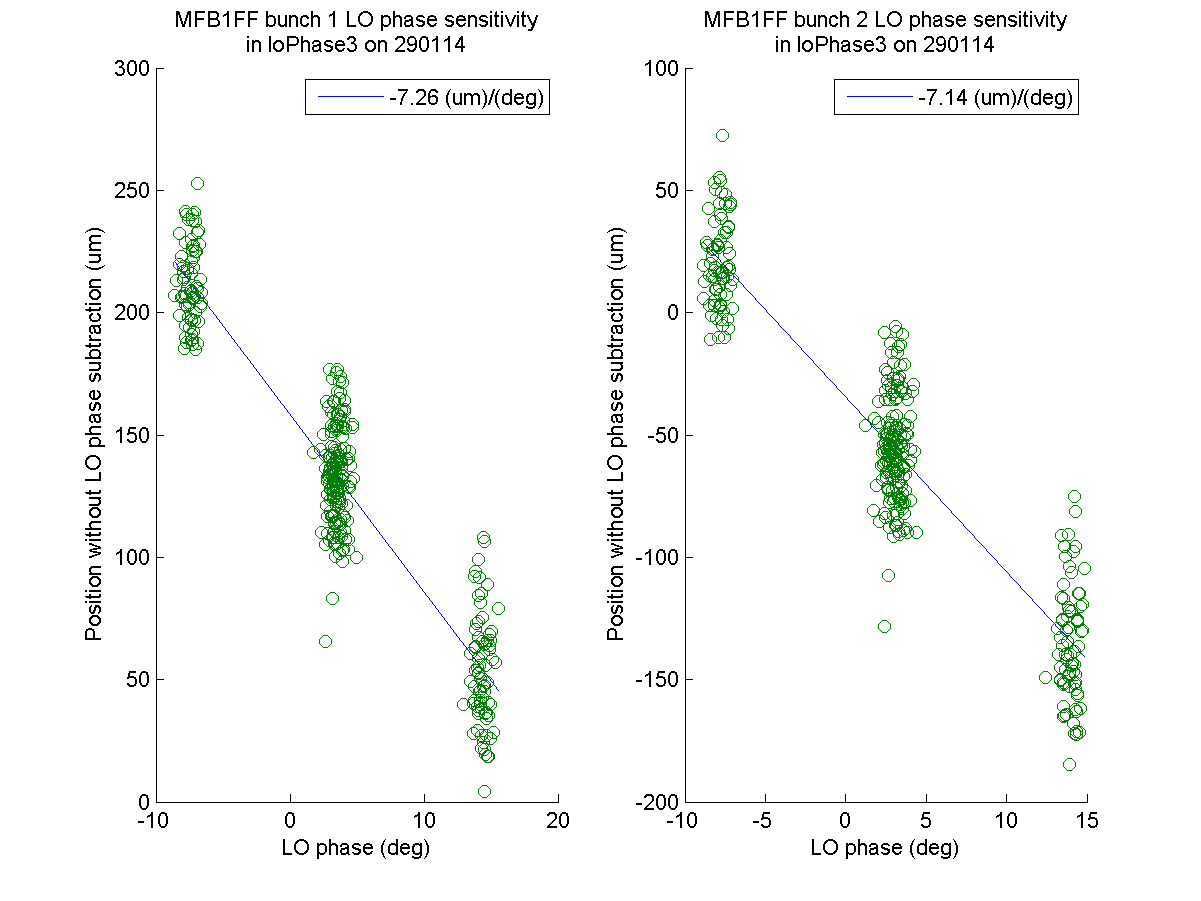 MFB1FF bunch 1 LO phase sensitivity
in loPhase3 on 290114
-7.26 (um)/(deg)
Position without LO phase subtraction (um)
300
250
200
150
100
50
0
-10
0
10
20
LO phase (deg)
MFB1FF bunch 2 LO phase sensitivity
in loPhase3 on 290114
-7.14 (um)/(deg)
Position without LO phase subtraction (um)
100
50
0
-50
-100
-150
-200
-10
-5
0
5
10
15
LO phase (deg)